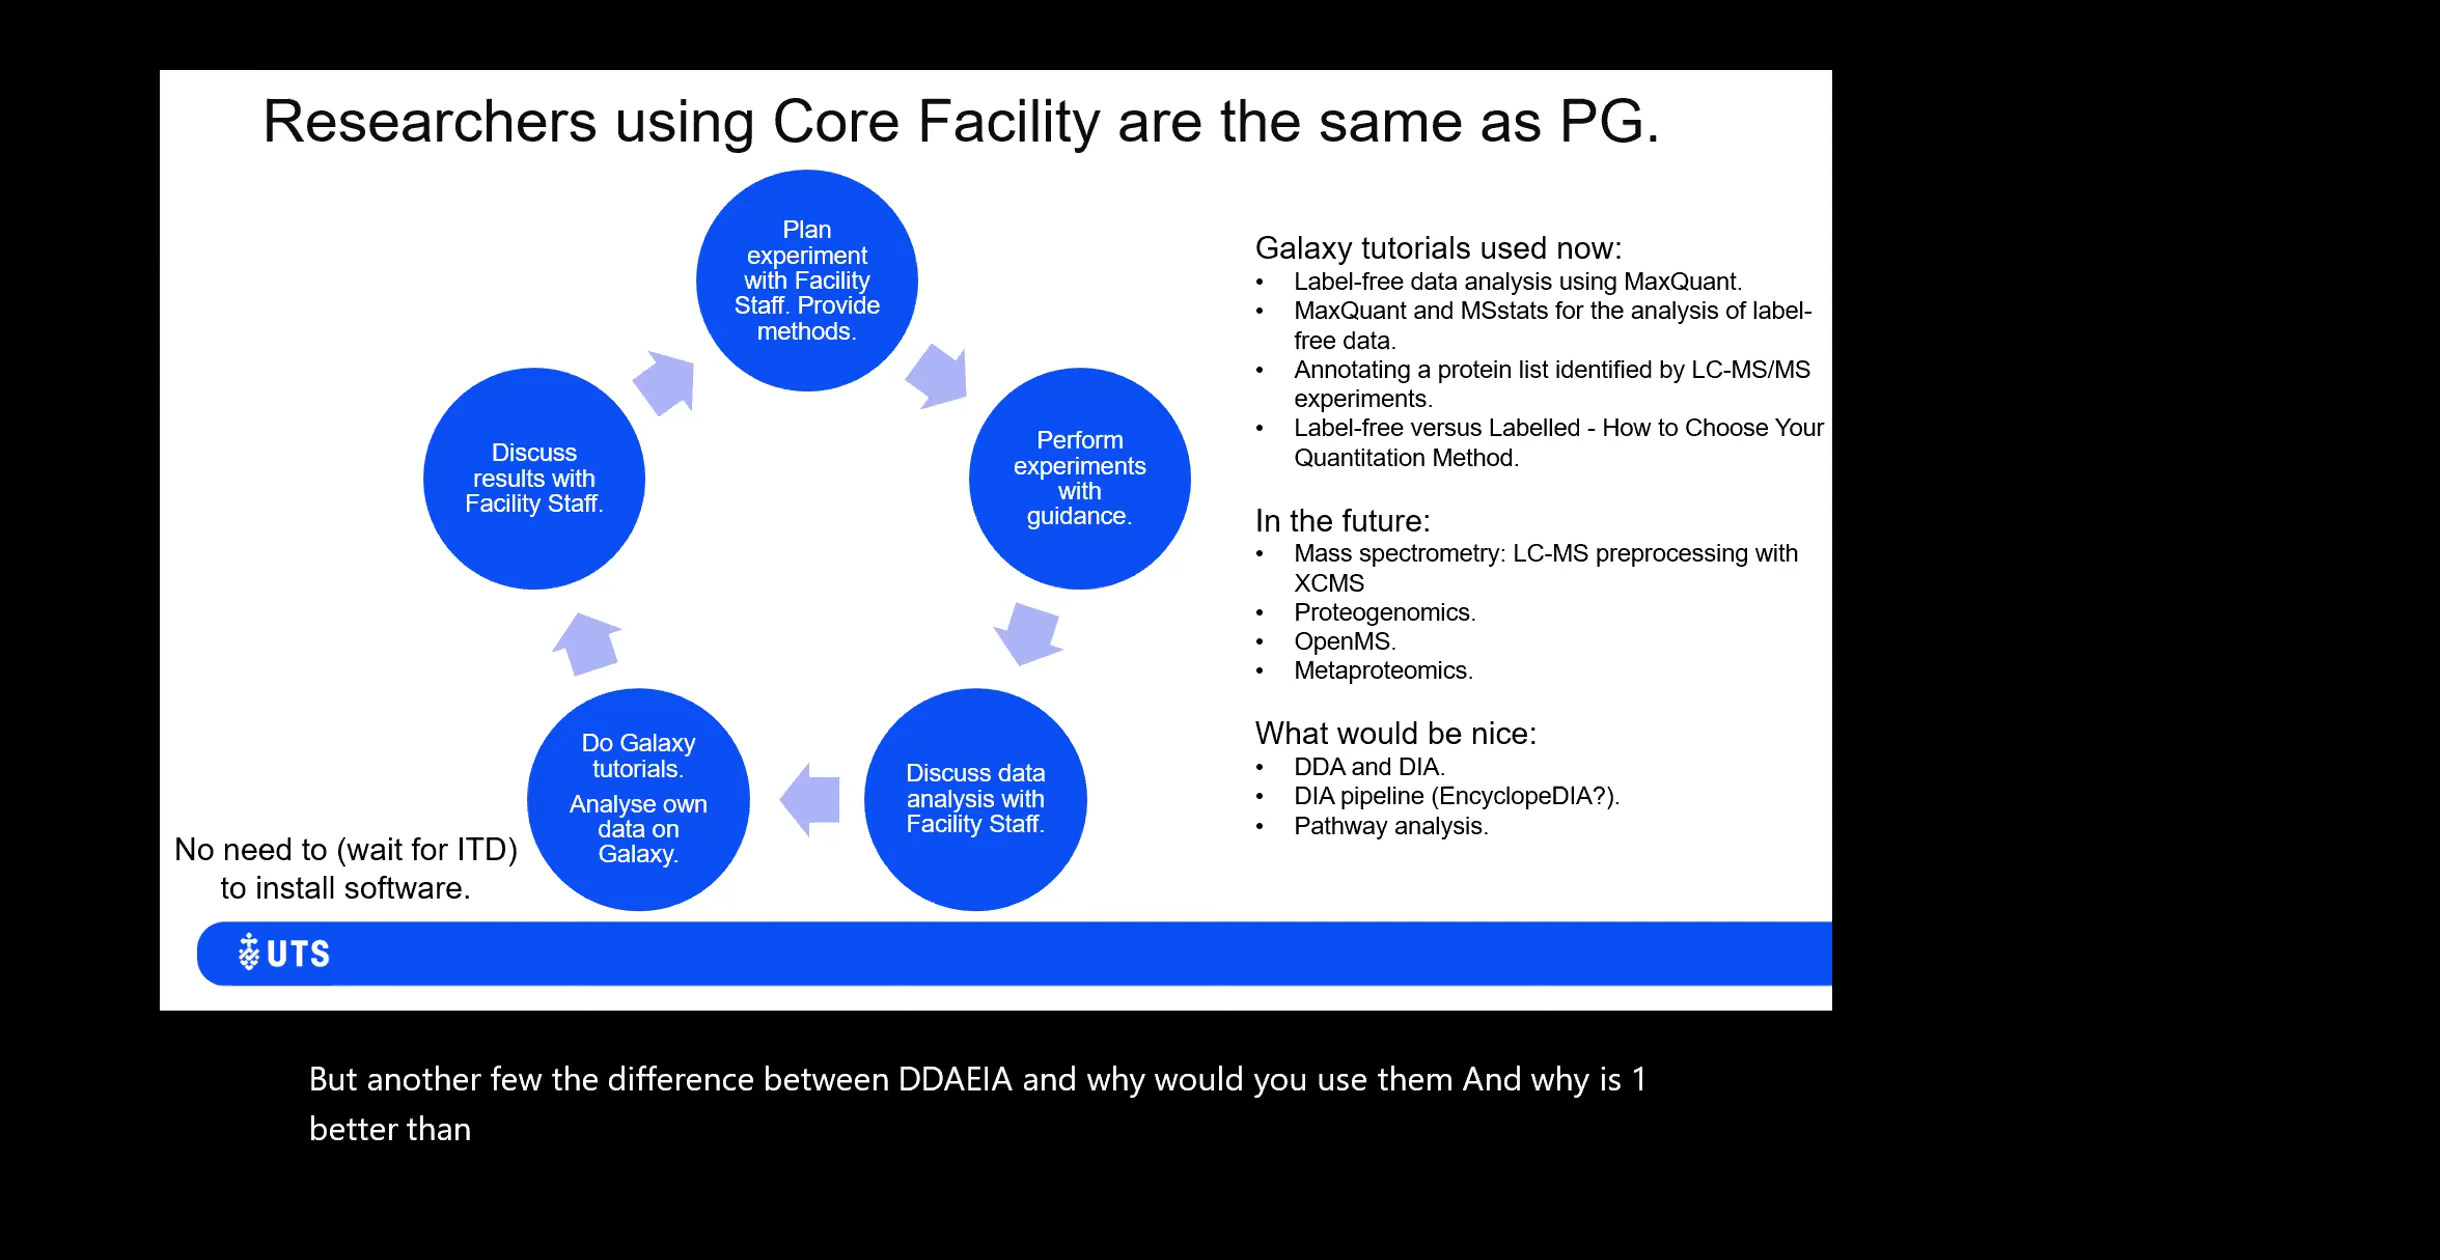 Researchers using Core Facility are the same as PG.
Plan
experiment
with Facility
Staff. Provide
methods.
Perform
experiments
with
guidance.
Discuss data
analysis with
Facility Staff.
Do Galaxy
tutorials.
Analyse own
data on
Galaxy.
Discuss
results with
Facility Staff.
No need to (wait for ITD)
to install software.
Galaxy tutorials used now:
• Label-free data analysis using MaxQuant.
• MaxQuant and MSstats for the analysis of label-
free data.
• Annotating a protein list identified by LC-MS/MS
experiments.
• Label-free versus Labelled - How to Choose Your
Quantitation Method.
In the future:
• Mass spectrometry: LC-MS preprocessing with
XCMS
• Proteogenomics.
• OpenMS.
• Metaproteomics.
What would be nice:
• DDA and DIA.
• DIA pipeline (EncyclopeDIA?).
• Pathway analysis.
UTS
But another few the difference between DDAEIA and why would you use them And why is 1
better than